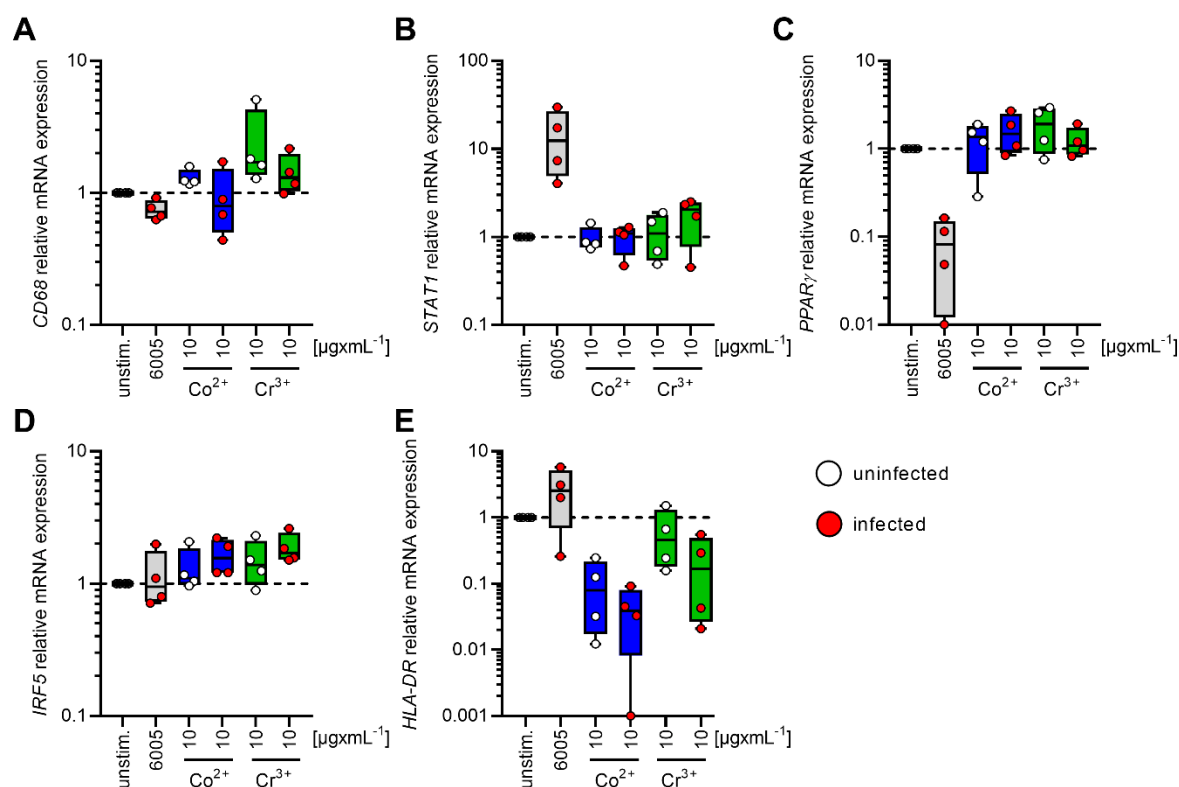 A
B
C
CD68 relative mRNA expression
10
1
0.1
unstim.
6005
10
10
10
10
[µgxmL⁻¹]
Co²⁺
Cr³⁺
STAT1 relative mRNA expression
100
10
1
0.1
unstim.
6005
10
10
10
10
Co²⁺
Cr³⁺
PPARγ relative mRNA expression
10
1
0.1
0.01
unstim.
6005
10
10
10
10
[µgxmL⁻¹]
Co²⁺
Cr³⁺
D
E
IRF5 relative mRNA expression
10
1
0.1
unstim.
6005
10
10
10
10
[µgxmL⁻¹]
Co²⁺
Cr³⁺
HLA-DR relative mRNA expression
10
1
0.1
0.01
0.001
unstim.
6005
10
10
10
10
[µgxmL⁻¹]
Co²⁺
Cr³⁺
uninfected
infected